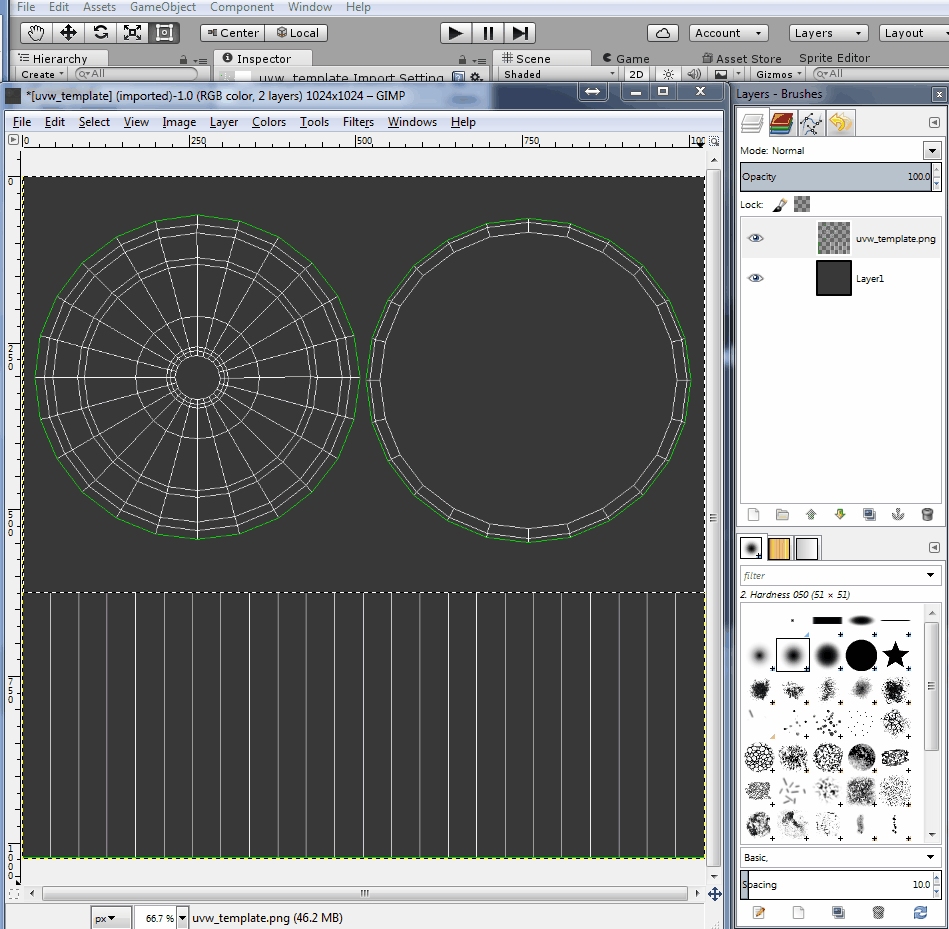 File Edit Assets GameObject Component Window Help
Center Local Account Layers Layout
Hierarchy Inspector Scene Game Asset Store Sprite Editor
Create All uvw_template Import Setting Shaded 2D Gizmos All
*[uvw_template] (imported)-1.0 (RGB color, 2 layers) 1024x1024 – GIMP
File Edit Select View Image Layer Colors Tools Filters Windows Help
0 250 500 750 100
0
250
500
750
1000
px 66.7 % uvw_template.png (46.2 MB)
Layers - Brushes
Mode: Normal
Opacity 100.0
Lock:
uvw_template.png
Layer1
filter
2. Hardness 050 (51 × 51)
Basic,
Spacing 10.0